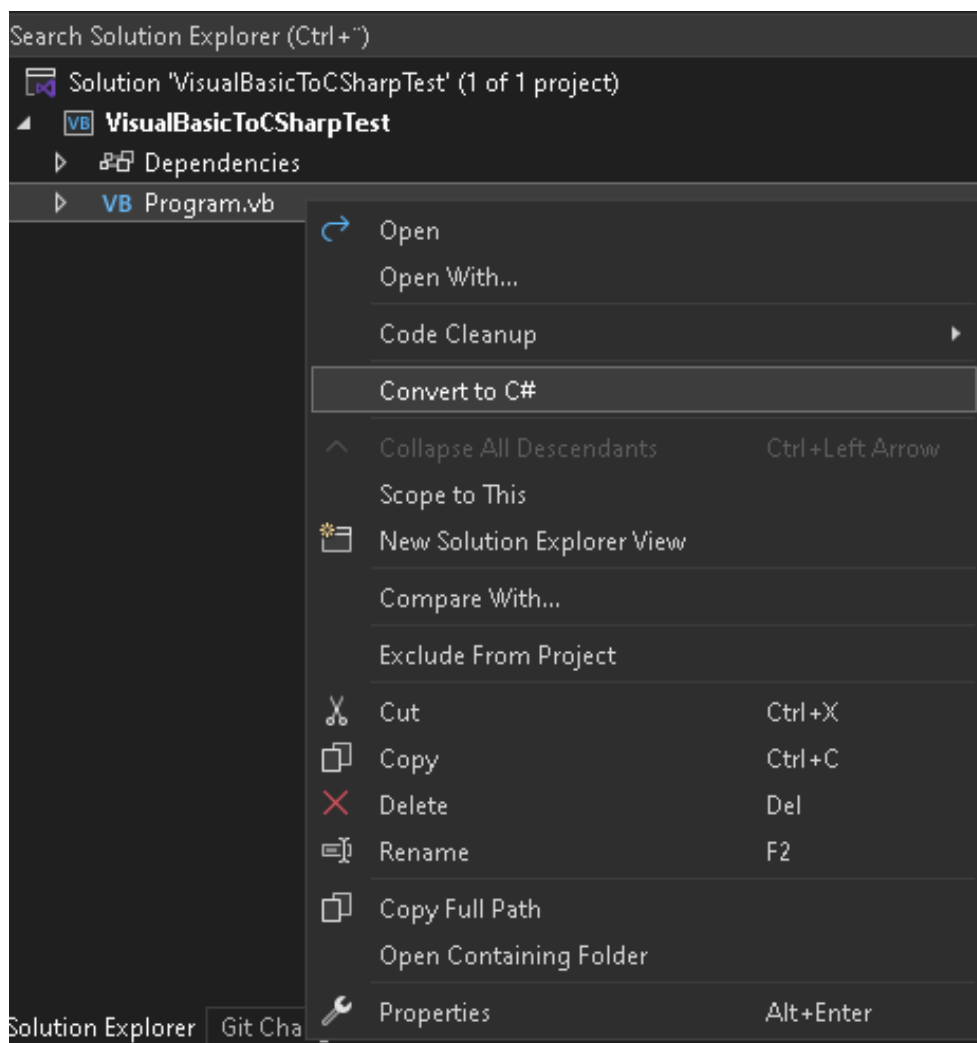 Search Solution Explorer (Ctrl+¨)
Solution 'VisualBasicToCSharpTest' (1 of 1 project)
VB VisualBasicToCSharpTest
Dependencies
VB Program.vb
Open
Open With...
Code Cleanup
Convert to C#
Collapse All Descendants Ctrl+Left Arrow
Scope to This
New Solution Explorer View
Compare With...
Exclude From Project
Cut Ctrl+X
Copy Ctrl+C
Delete Del
Rename F2
Copy Full Path
Open Containing Folder
Properties Alt+Enter
Solution Explorer Git Cha